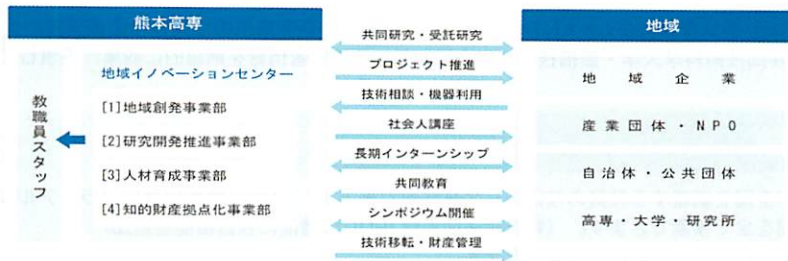 熊本高専
地域イノベーションセンター
[1]地域創発事業部
[2]研究開発推進事業部
[3]人材育成事業部
[4]知的財産拠点化事業部
教職員スタッフ
共同研究・受託研究
プロジェクト推進
技術相談・機器利用
社会人講座
長期インターンシップ
共同教育
シンポジウム開催
技術移転・財産管理
地域
地域企業
産業団体・NPO
自治体・公共団体
高専・大学・研究所